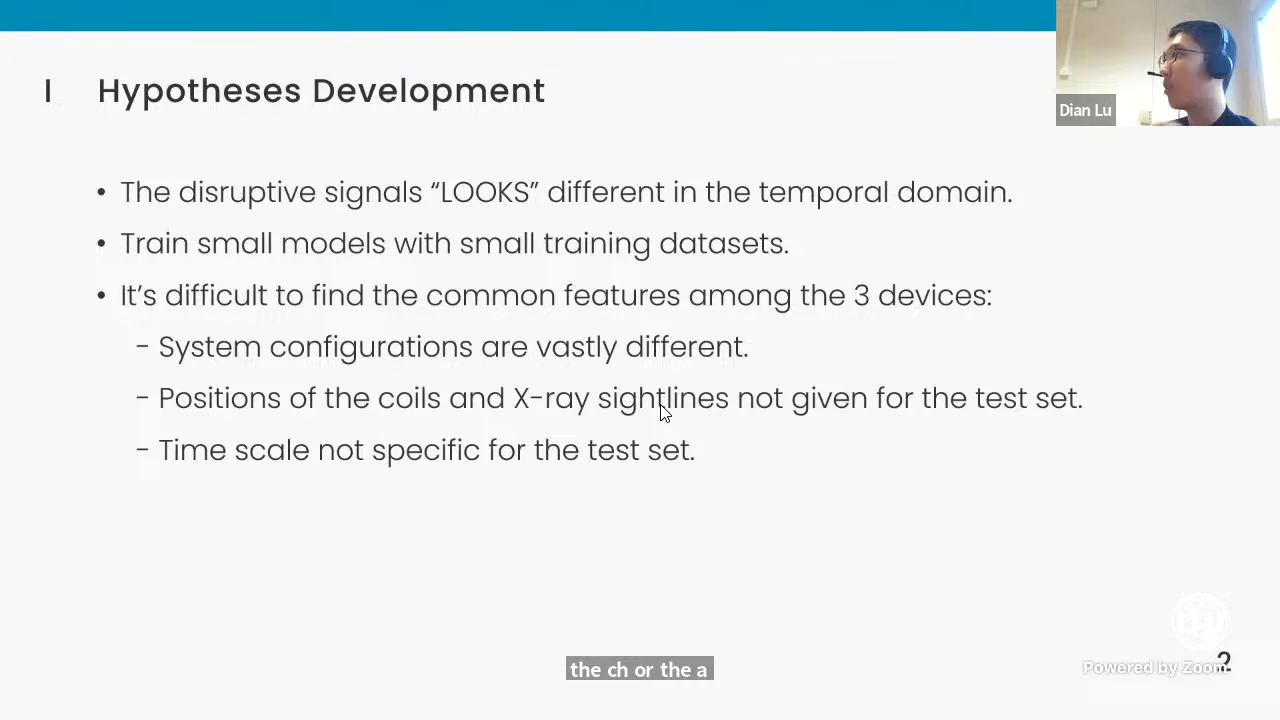 I Hypotheses Development
Dian Lu
• The disruptive signals “LOOKS” different in the temporal domain.
• Train small models with small training datasets.
• It’s difficult to find the common features among the 3 devices:
- System configurations are vastly different.
- Positions of the coils and X-ray sightlines not given for the test set.
- Time scale not specific for the test set.
ITU
the ch or the a
2
Powered by Zoom